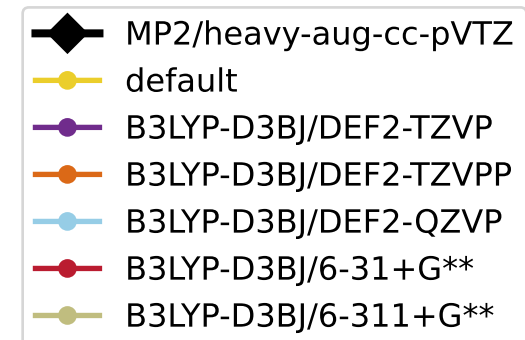 MP2/heavy-aug-cc-pVTZ
default
B3LYP-D3BJ/DEF2-TZVP
B3LYP-D3BJ/DEF2-TZVPP
B3LYP-D3BJ/DEF2-QZVP
B3LYP-D3BJ/6-31+G**
B3LYP-D3BJ/6-311+G**